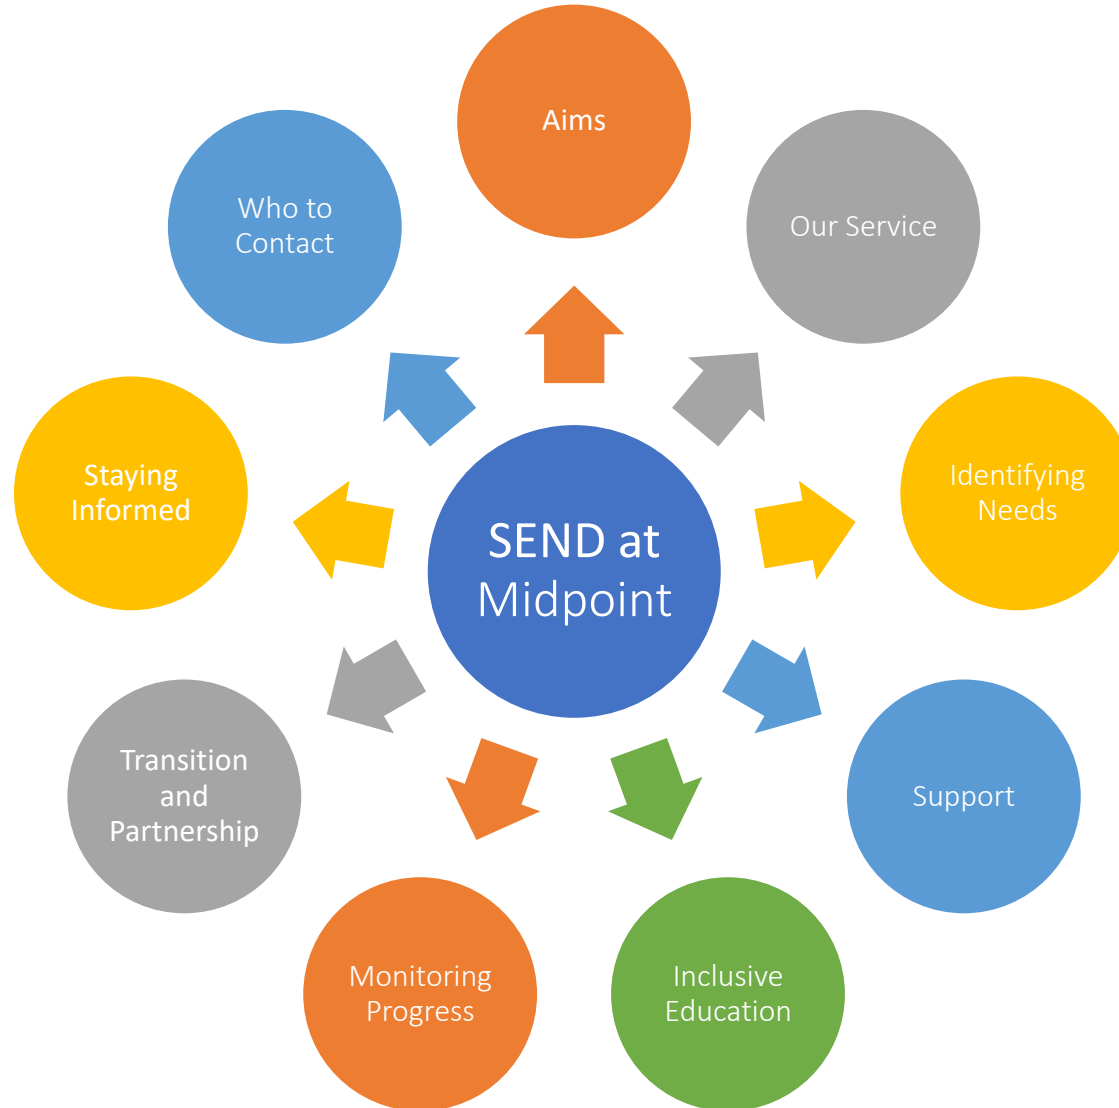 Aims
Our Service
Identifying
Needs
Support
Inclusive
Education
Monitoring
Progress
Transition
and
Partnership
Staying
Informed
Who to
Contact
SEND at
Midpoint